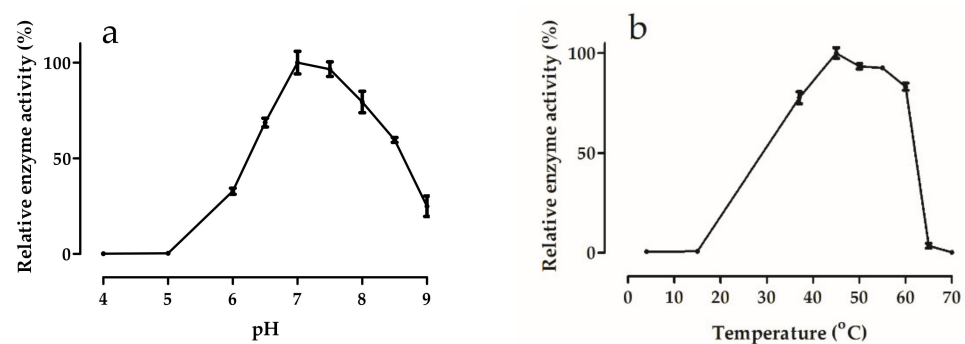 a
Relative enzyme activity (%)
100
50
0
4 5 6 7 8 9
pH
b
Relative enzyme activity (%)
100
50
0
0 10 20 30 40 50 60 70
Temperature (°C)